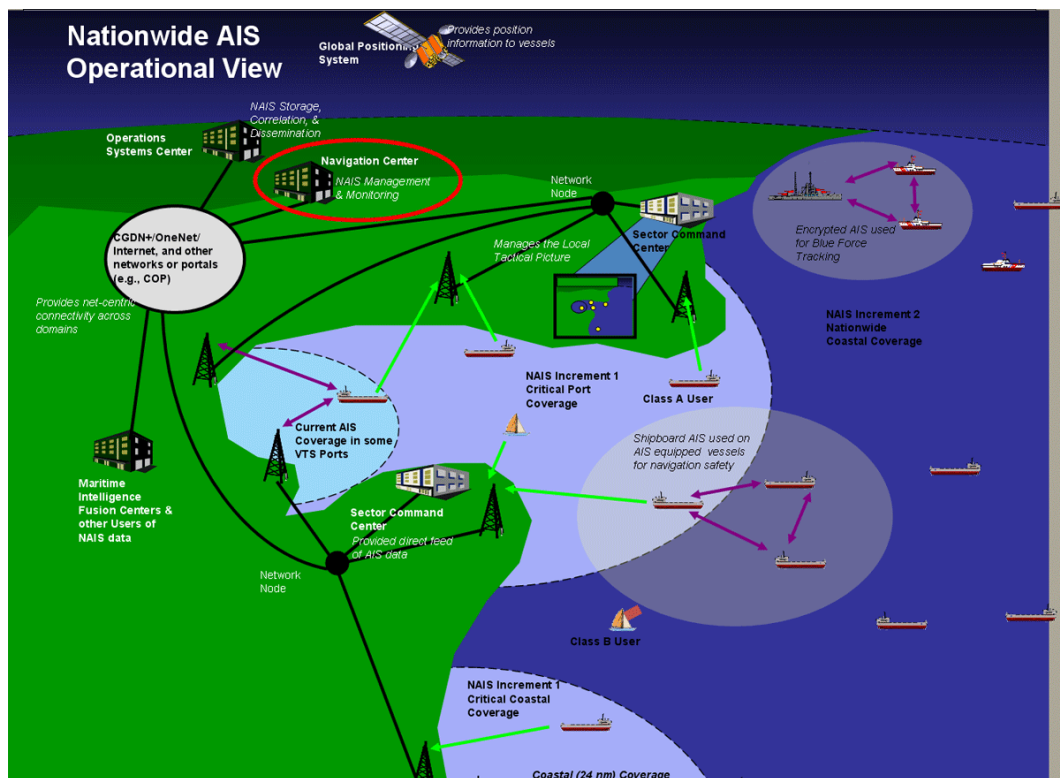 Nationwide AIS
Operational View
Global Positioning
System
Provides position
information to vessels
NAIS Storage,
Correlation, &
Dissemination
Operations
Systems Center
Navigation Center
NAIS Management
& Monitoring
Network
Node
Sector Command
Center
Encrypted AIS used
for Blue Force
Tracking
CGDN+/OneNet/
Internet, and other
networks or portals
(e.g., COP)
Manages the Local
Tactical Picture
Provides net-centric
connectivity across
domains
NAIS Increment 2
Nationwide
Coastal Coverage
NAIS Increment 1
Critical Port
Coverage
Class A User
Current AIS
Coverage in some
VTS Ports
Shipboard AIS used on
AIS equipped vessels
for navigation safety
Maritime
Intelligence
Fusion Centers &
other Users of
NAIS data
Sector Command
Center
Provided direct feed
of AIS data
Network
Node
Class B User
NAIS Increment 1
Critical Coastal
Coverage
Coastal (24 nm) Coverage